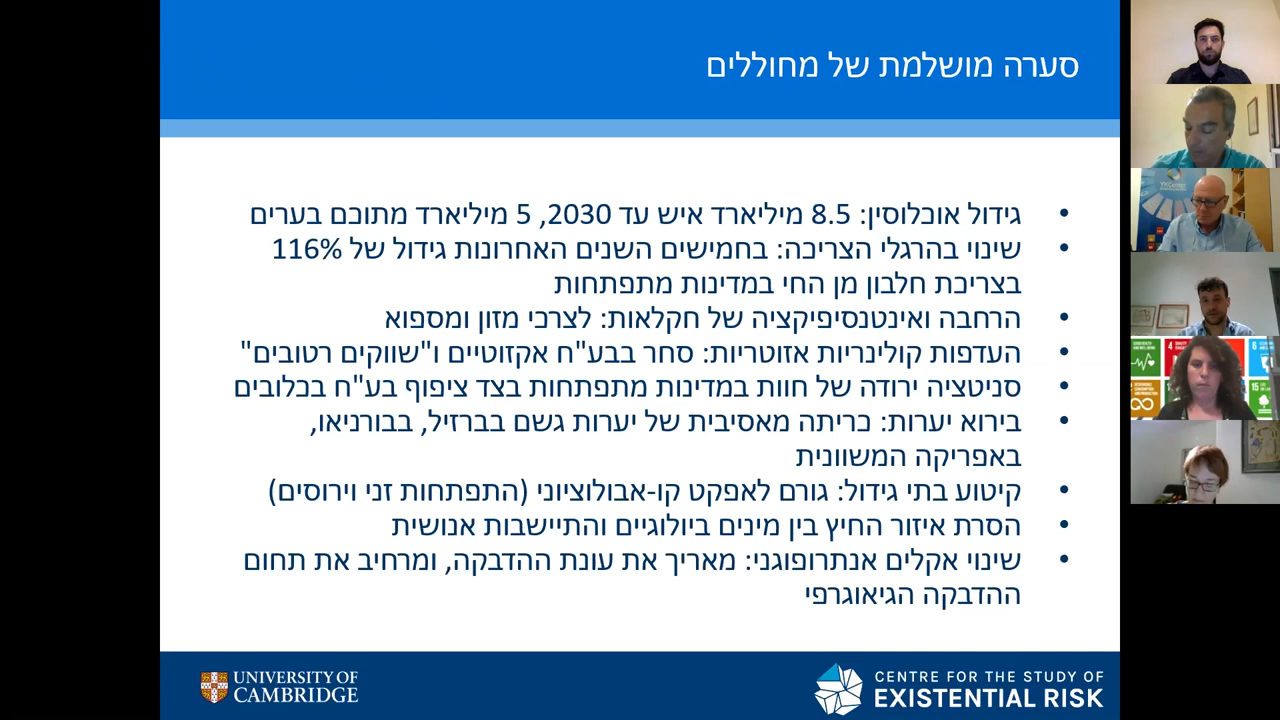 סערה מושלמת של מחוללים
• גידול אוכלוסין: 8.5 מיליארד איש עד 2030, 5 מיליארד מתוכם בערים
• שינוי בהרגלי הצריכה: בחמישים השנים האחרונות גידול של 116%
בצריכת חלבון מן החי במדינות מתפתחות
• הרחבה ואינטנסיפיקציה של חקלאות: לצרכי מזון ומספוא
• העדפות קולינריות אזוטריות: סחר בבע"ח אקזוטיים ו"שווקים רטובים"
• סניטציה ירודה של חוות במדינות מתפתחות בצד ציפוף בע"ח בכלובים
• בירוא יערות: כריתה מאסיבית של יערות גשם בברזיל, בבורניאו,
באפריקה המשוונית
• קיטוע בתי גידול: גורם לאפקט קו-אבולוציוני (התפתחות זני וירוסים)
• הסרת איזור החיץ בין מינים ביולוגיים והתיישבות אנושית
• שינוי אקלים אנתרופוגני: מאריך את עונת ההדבקה, ומרחיב את תחום
ההדבקה הגיאוגרפי
UNIVERSITY OF
CAMBRIDGE
CENTRE FOR THE STUDY OF
EXISTENTIAL RISK
4
6
15